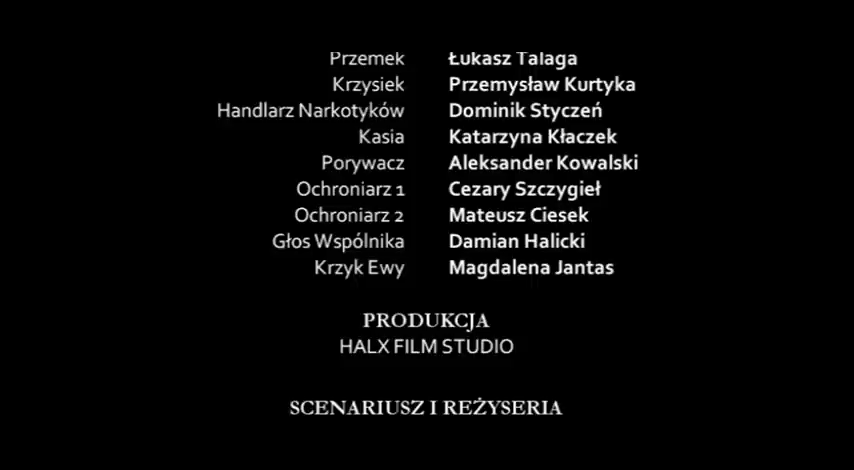 Przemek Łukasz Talaga
Krzysiek Przemysław Kurtyka
Handlarz Narkotyków Dominik Styczeń
Kasia Katarzyna Kłaczek
Porywacz Aleksander Kowalski
Ochroniarz 1 Cezary Szczygieł
Ochroniarz 2 Mateusz Ciesek
Głos Wspólnika Damian Halicki
Krzyk Ewy Magdalena Jantas
PRODUKCJA
HALX FILM STUDIO
SCENARIUSZ I REŻYSERIA